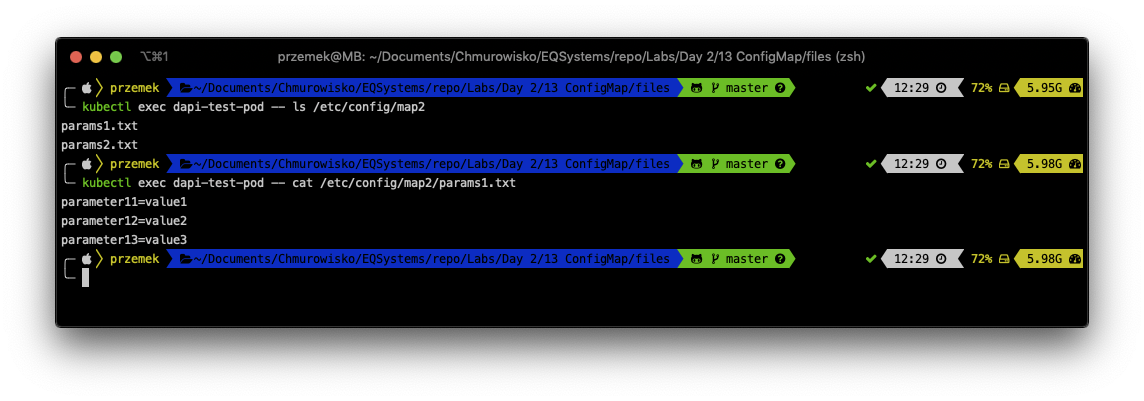 ⌥⌘1 przemek@MB: ~/Documents/Chmurowisko/EQSystems/repo/Labs/Day 2/13 ConfigMap/files (zsh)
przemek ~/Documents/Chmurowisko/EQSystems/repo/Labs/Day 2/13 ConfigMap/files master ? ✔ 12:29 72% 5.95G
kubectl exec dapi-test-pod -- ls /etc/config/map2
params1.txt
params2.txt
przemek ~/Documents/Chmurowisko/EQSystems/repo/Labs/Day 2/13 ConfigMap/files master ? ✔ 12:29 72% 5.98G
kubectl exec dapi-test-pod -- cat /etc/config/map2/params1.txt
parameter11=value1
parameter12=value2
parameter13=value3
przemek ~/Documents/Chmurowisko/EQSystems/repo/Labs/Day 2/13 ConfigMap/files master ? ✔ 12:29 72% 5.98G